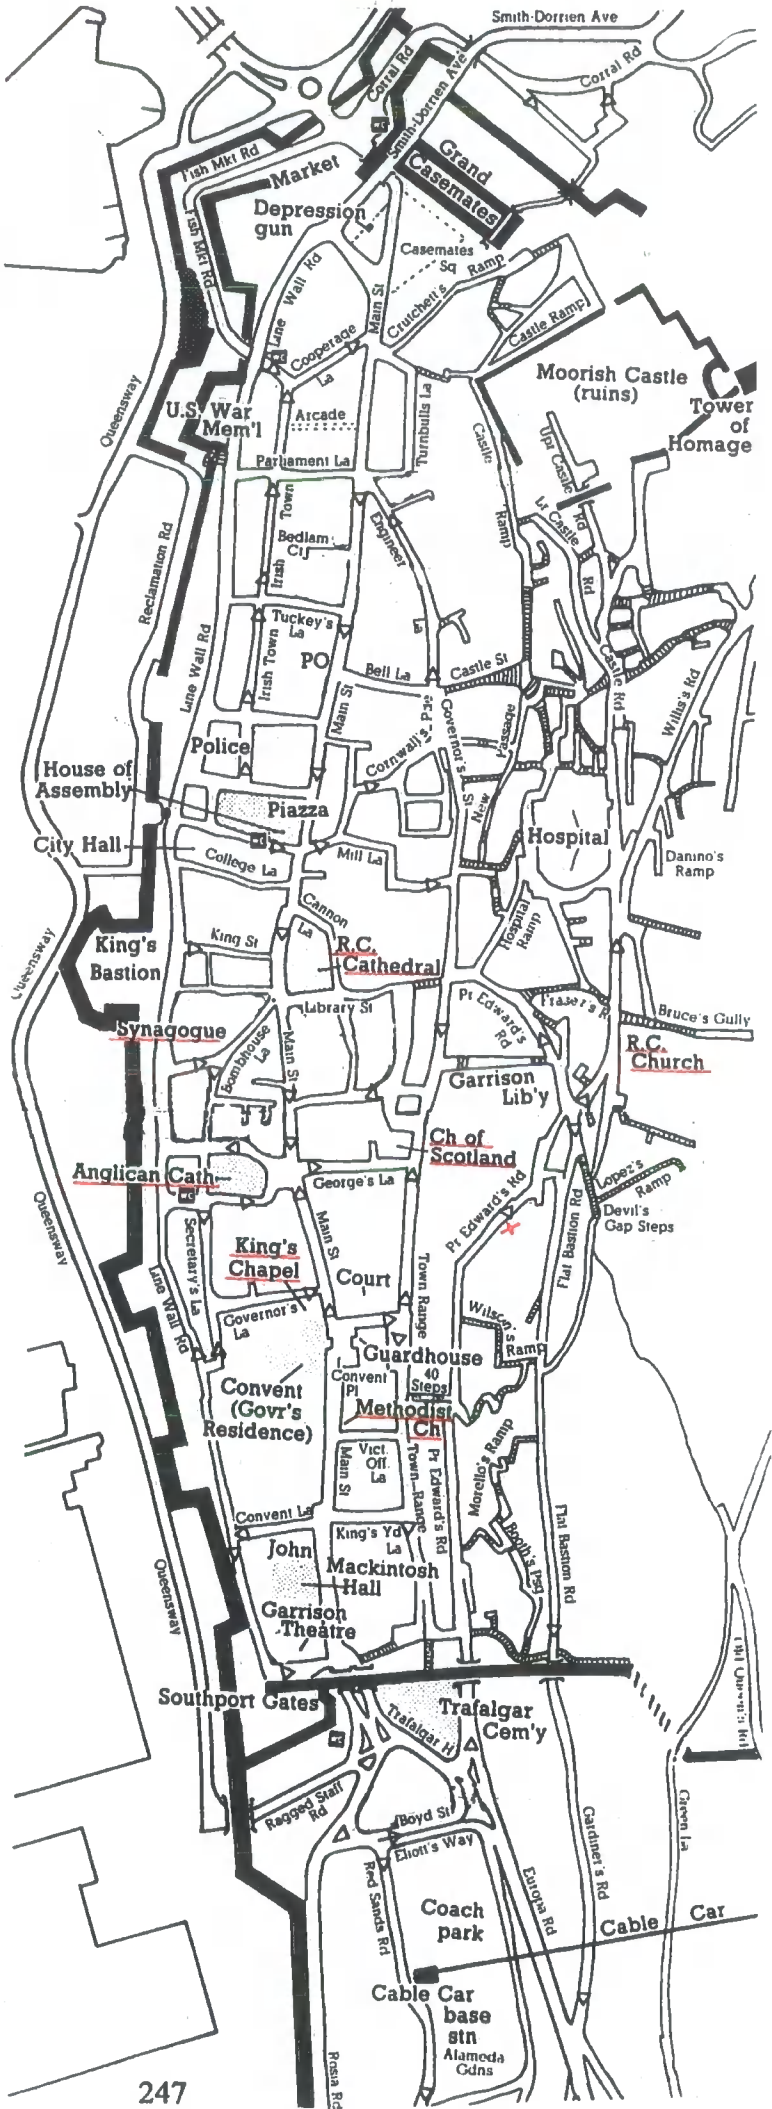 Smith-Dorrien Ave
Corral Rd
Corral Rd
Smith-Dorrien Ave
Fish Mkt Rd
Market
Grand
Casemates
Depression
gun
Fish Mkt Rd
Casemates
Sq
Line Wall Rd
Main St
Crutchett's Ramp
Castle Ramp
Cooperage
La
Moorish Castle
(ruins)
Tower
of
Homage
Queensway
U.S. War
Mem'l
Arcade
Turnbulls La
Castle
Ramp
Upr Castle
Rd
Parliament La
Lr Castle
Rd
Reclamation Rd
Irish Town
Bedlam
Ct
Engineer
La
Tuckey's
La
Irish Town
PO
Line Wall Rd
Bell La
Castle St
Castle Rd
Willis's Rd
Main St
Police
Cornwall's Pde
Governor's
St
New
Passage
House of
Assembly
Piazza
City Hall
College La
Mill La
Hospital
Danino's
Ramp
Cannon
La
Hospital
Ramp
Queensway
King's
Bastion
King St
R.C.
Cathedral
Library St
Pr Edward's
Rd
Fraser's R
Bruce's Gully
Synagogue
Bombhouse
La
Main St
R.C.
Church
Garrison
Lib'y
Ch of
Scotland
Anglican Cath
George's La
Lopez's
Ramp
Devil's
Gap Steps
Queensway
Secretary's La
King's
Chapel
Main St
Court
Town Range
Pr Edward's Rd
Flat Bastion Rd
Line Wall Rd
Governor's
La
Wilson's
Ramp
Guardhouse
Convent
Pl
40
Steps
Convent
(Govr's
Residence)
Methodist
Ch
Main St
Vict.
Off.
La
Town Range
Pr Edward's Rd
Morello's Ramp
Convent La
King's Yd
La
Booth's Psg
Flat Bastion Rd
Queensway
John
Mackintosh
Hall
Garrison
Theatre
Southport Gates
Trafalgar
Cem'y
Trafalgar H
Ragged Staff
Rd
Boyd St
Eliott's Way
Red Sands Rd
Europa Rd
Gardiner's Rd
Green La
Coach
park
Cable Car
Cable Car
base
stn
Alameda
Gdns
Rosia Rd
247